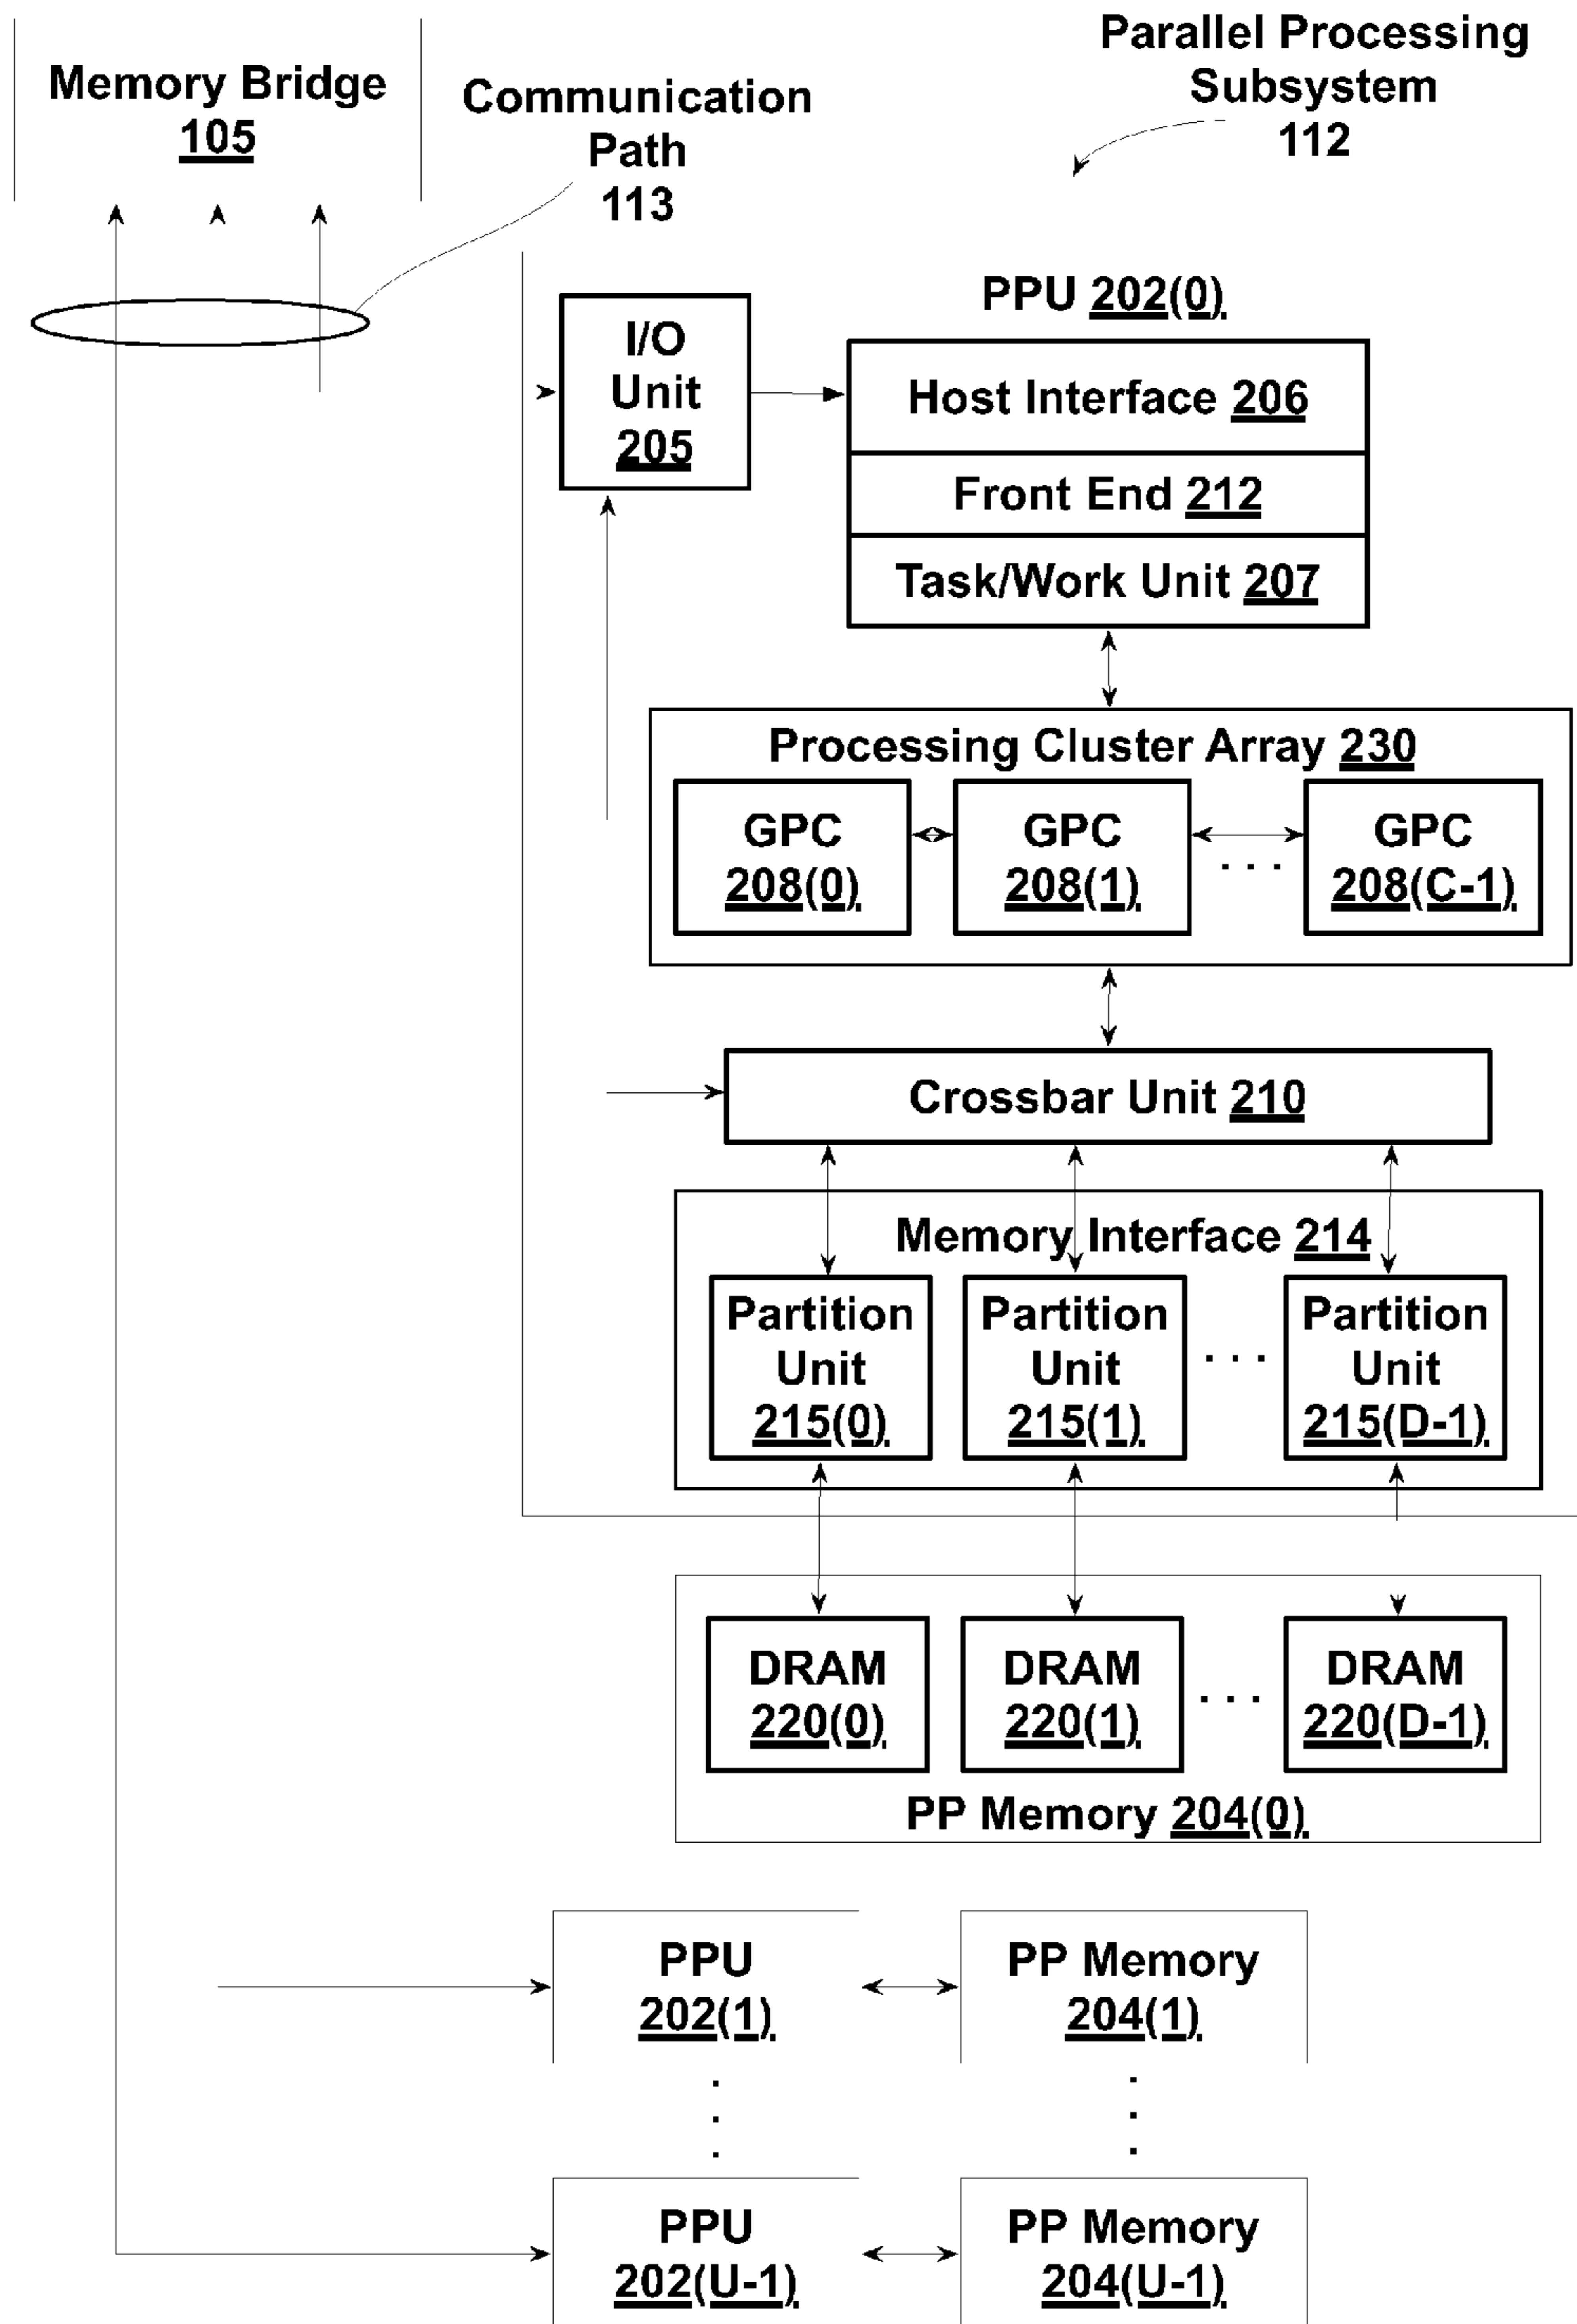 Memory Bridge
105
Communication
Path
113
Parallel Processing
Subsystem
112
I/O
Unit
205
PPU 202(0)
Host Interface 206
Front End 212
Task/Work Unit 207
Processing Cluster Array 230
GPC
208(0)
GPC
208(1)
. . .
GPC
208(C-1)
Crossbar Unit 210
Memory Interface 214
Partition
Unit
215(0)
Partition
Unit
215(1)
. . .
Partition
Unit
215(D-1)
DRAM
220(0)
DRAM
220(1)
. . .
DRAM
220(D-1)
PP Memory 204(0)
PPU
202(1)
PP Memory
204(1)
.
.
.
.
.
.
PPU
202(U-1)
PP Memory
204(U-1)